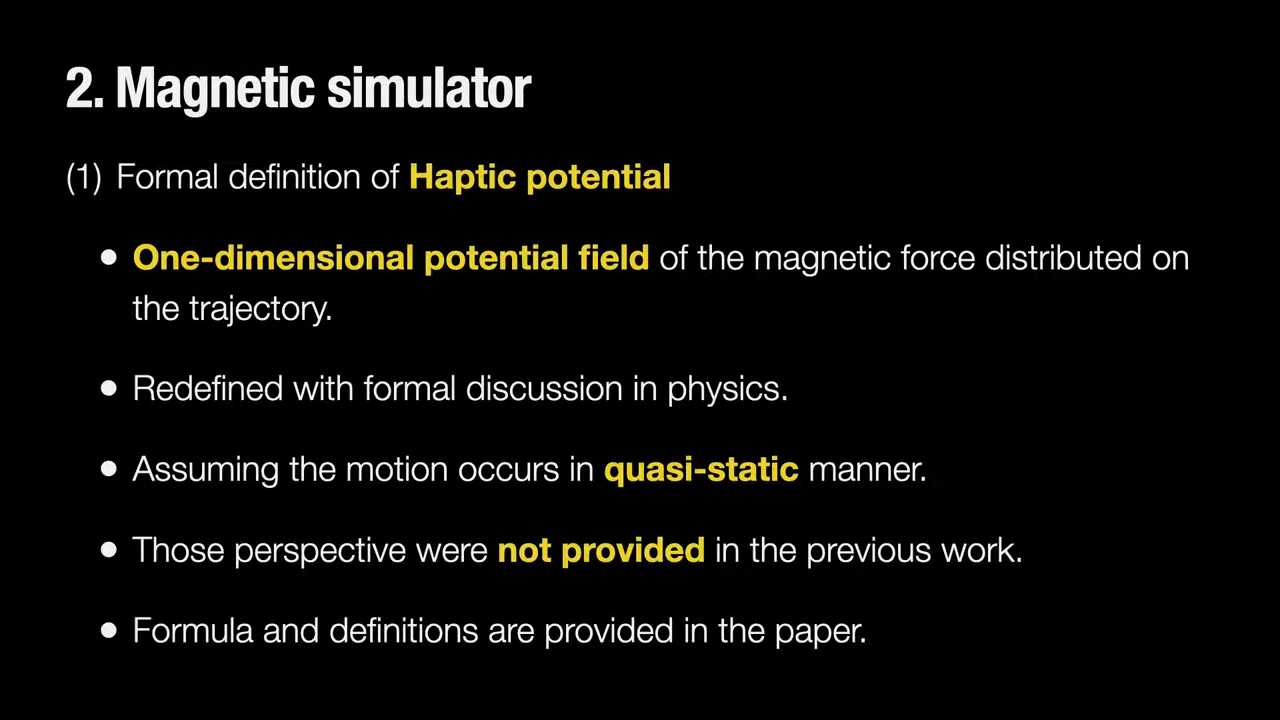 2. Magnetic simulator
(1) Formal definition of Haptic potential
● One-dimensional potential field of the magnetic force distributed on
the trajectory.
● Redefined with formal discussion in physics.
● Assuming the motion occurs in quasi-static manner.
● Those perspective were not provided in the previous work.
● Formula and definitions are provided in the paper.